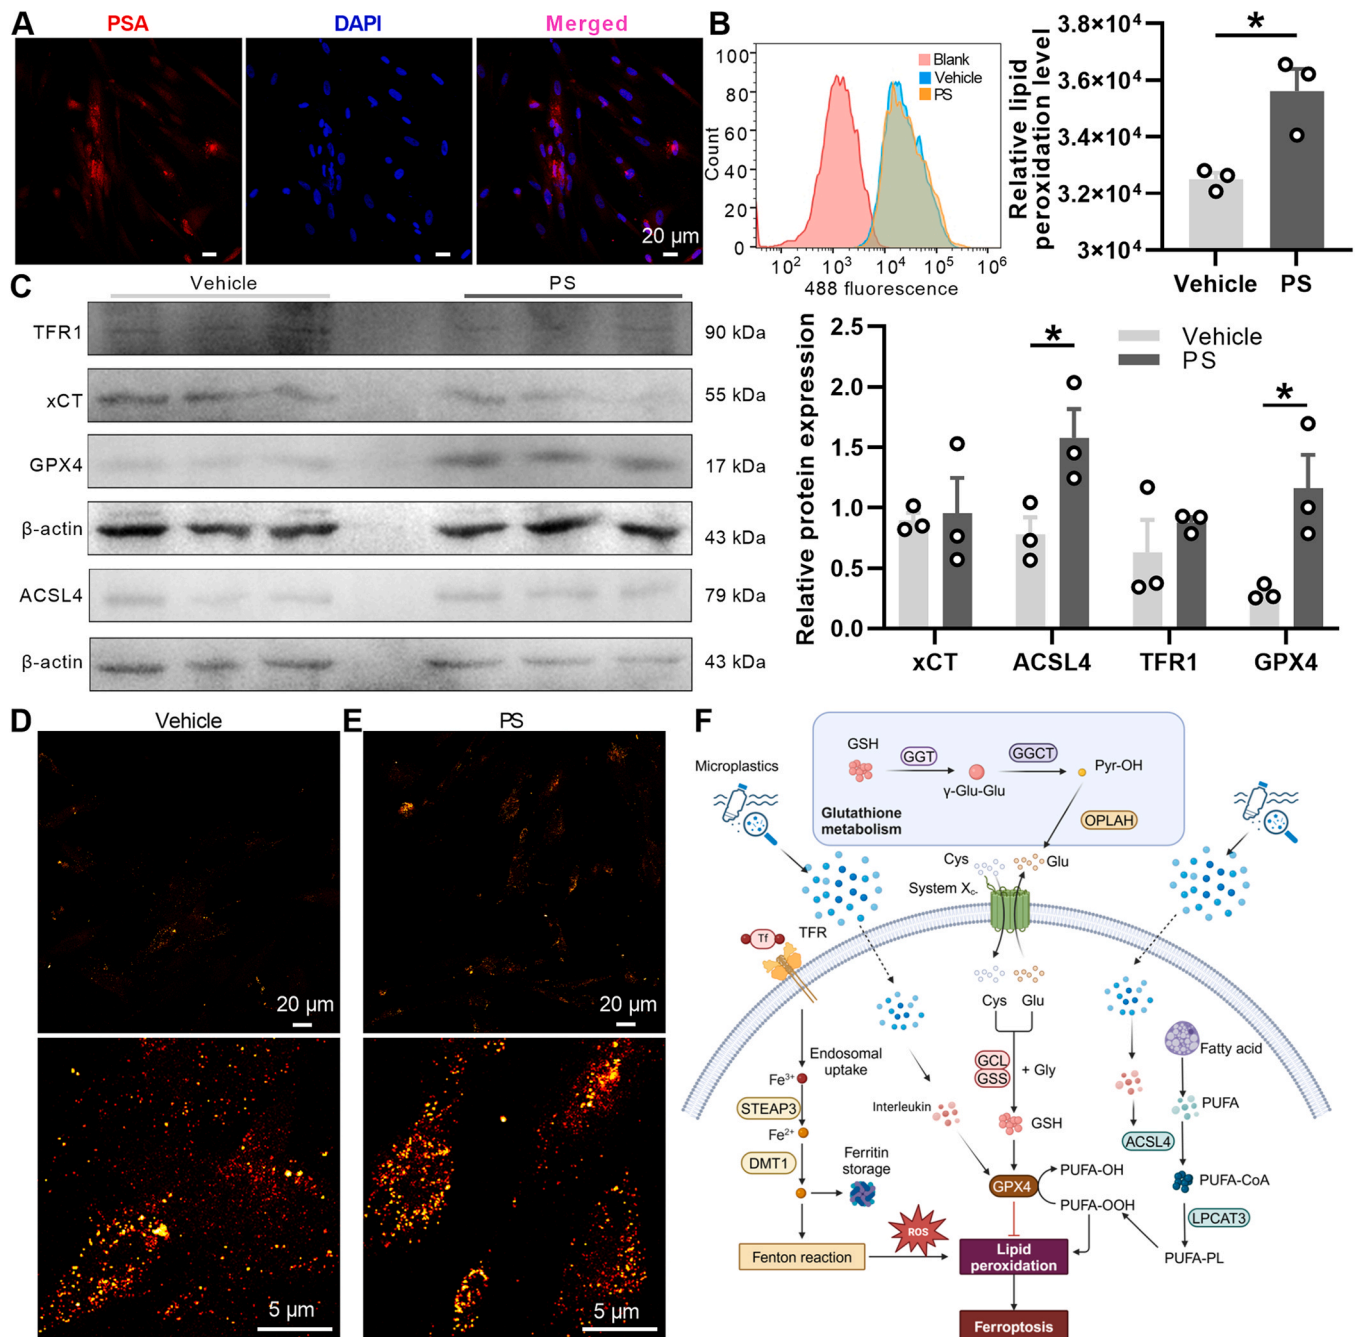 A
PSA
DAPI
Merged
20 µm
B
Count
100
80
60
40
20
0
Blank
Vehicle
PS
10²
10³
10⁴
10⁵
10⁶
488 fluorescence
Relative lipid
peroxidation level
3.8×10⁴
3.6×10⁴
3.4×10⁴
3.2×10⁴
3×10⁴
*
Vehicle
PS
C
Vehicle
PS
TFR1
90 kDa
xCT
55 kDa
GPX4
17 kDa
β-actin
43 kDa
ACSL4
79 kDa
β-actin
43 kDa
Relative protein expression
2.5
2.0
1.5
1.0
0.5
0.0
*
*
Vehicle
PS
xCT
ACSL4
TFR1
GPX4
D
Vehicle
20 µm
5 µm
E
PS
20 µm
5 µm
F
Microplastics
GSH
GGT
γ-Glu-Glu
GGCT
Pyr-OH
Glutathione
metabolism
OPLAH
Cys
Glu
System Xc-
Tf
TFR
Cys
Glu
Endosomal
uptake
Fe³⁺
STEAP3
Fe²⁺
DMT1
Ferritin
storage
Fenton reaction
ROS
Interleukin
GCL
GSS
+ Gly
GSH
GPX4
PUFA-OH
PUFA-OOH
Lipid
peroxidation
Ferroptosis
Fatty acid
PUFA
ACSL4
PUFA-CoA
LPCAT3
PUFA-PL